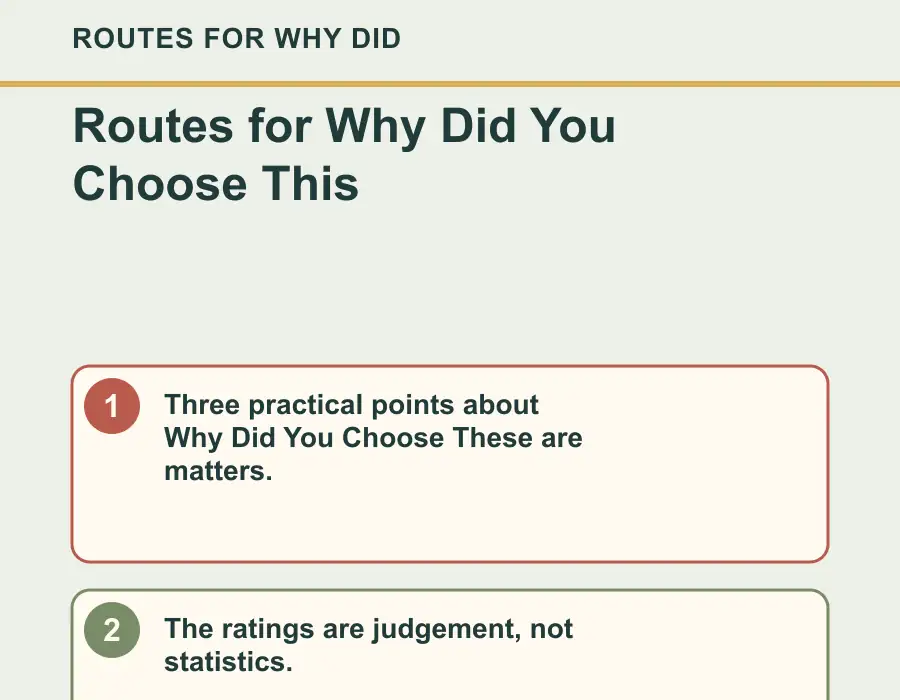 ROUTES FOR WHY DID
Routes for Why Did You
Choose This
1
Three practical points about
Why Did You Choose These are
matters.
2
The ratings are judgement, not
statistics.